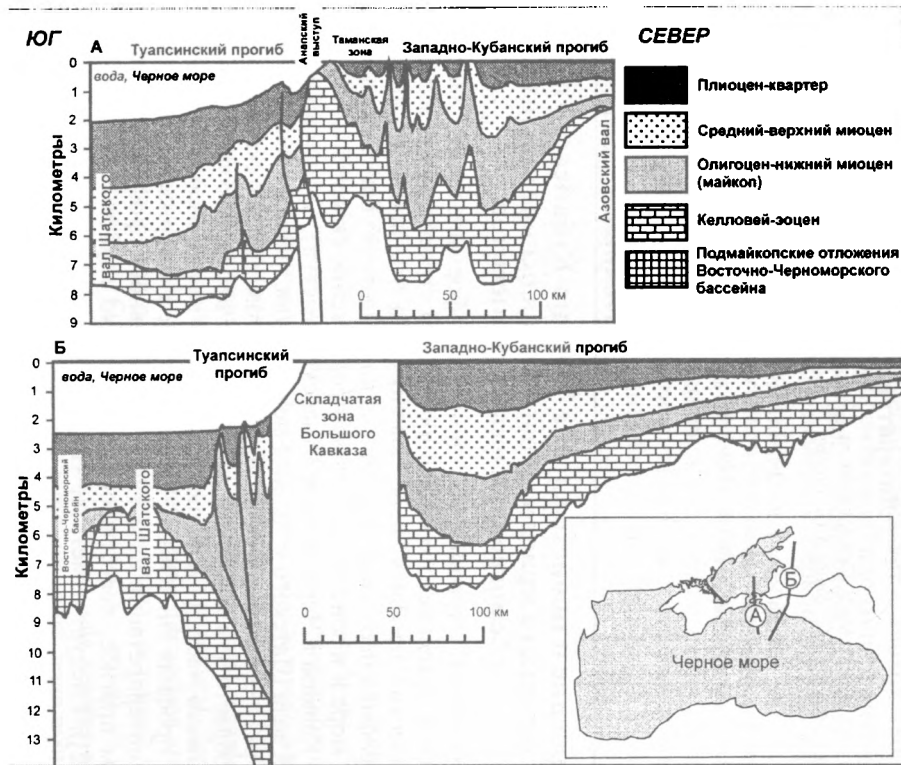 ЮГ
А
Туапсинский прогиб
Анапский
выступ
Таманская
зона
Западно-Кубанский прогиб
СЕВЕР
вода, Черное море
Километры
0
1
2
3
4
5
6
7
8
9
вал Шатского
Азовский вал
0 50 100 км
Плиоцен-квартер
Средний-верхний миоцен
Олигоцен-нижний миоцен
(майкоп)
Келловей-эоцен
Подмайкопские отложения
Восточно-Черноморского
бассейна
Б
Туапсинский
прогиб
Западно-Кубанский прогиб
вода, Черное море
Складчатая
зона
Большого
Кавказа
Километры
0
1
2
3
4
5
6
7
8
9
10
11
12
13
Восточно-Черноморский
бассейн
вал Шатского
0 50 100 км
Б
А
Черное море